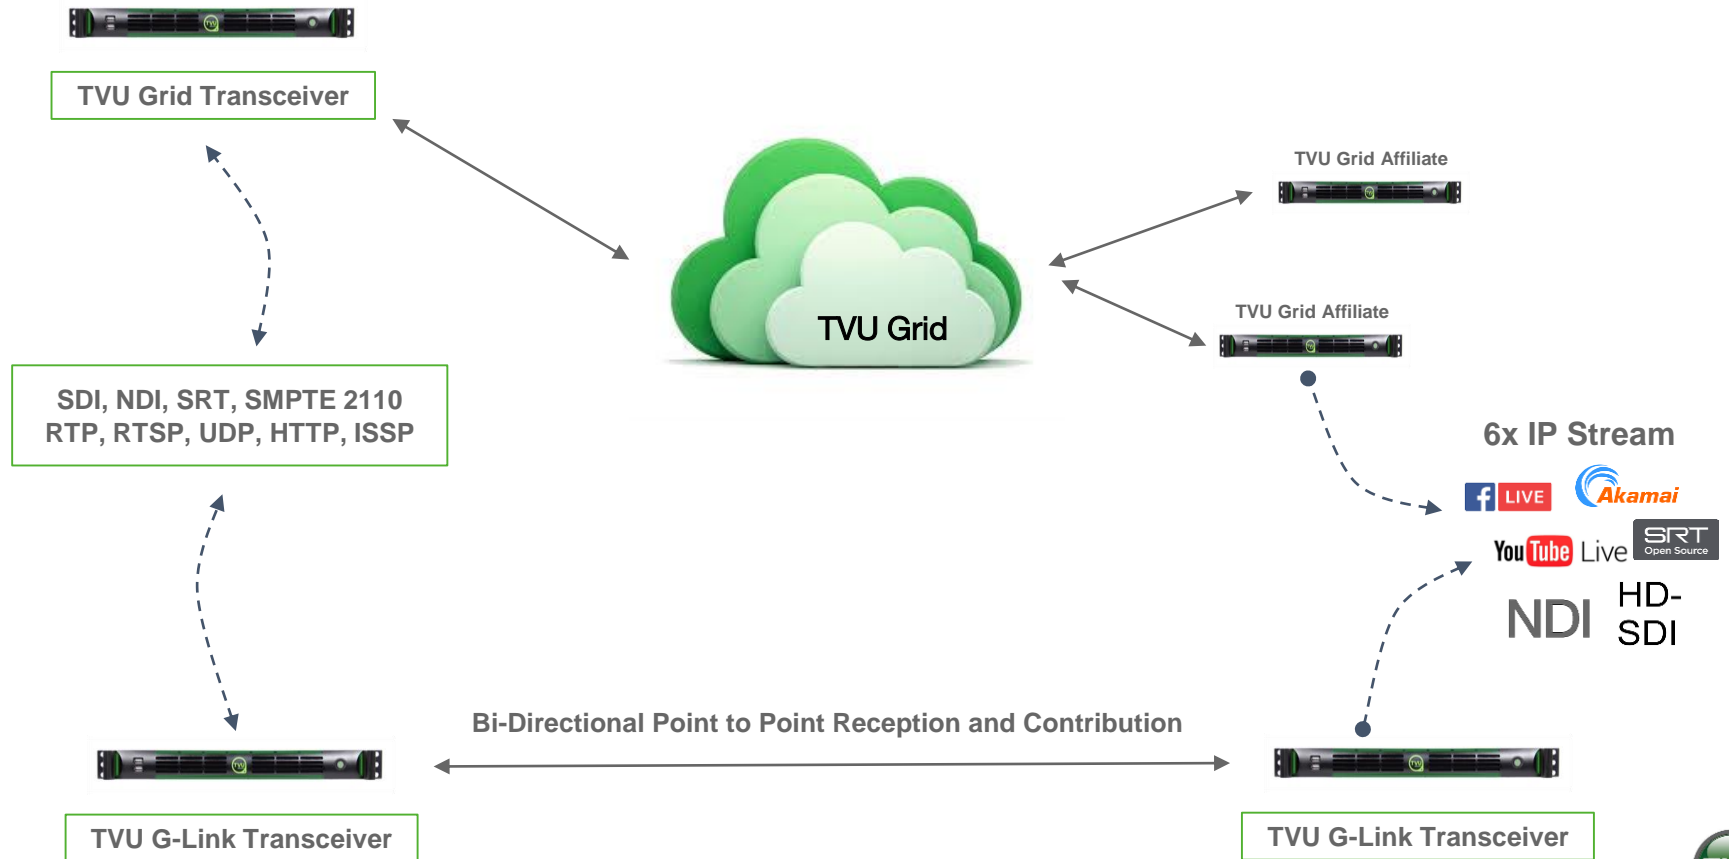 TVU Grid Transceiver
TVU Grid Affiliate
TVU Grid
TVU Grid Affiliate
SDI, NDI, SRT, SMPTE 2110
RTP, RTSP, UDP, HTTP, ISSP
6x IP Stream
f LIVE
Akamai
YouTube Live
SRT
Open Source
NDI
HD-
SDI
Bi-Directional Point to Point Reception and Contribution
TVU G-Link Transceiver
TVU G-Link Transceiver